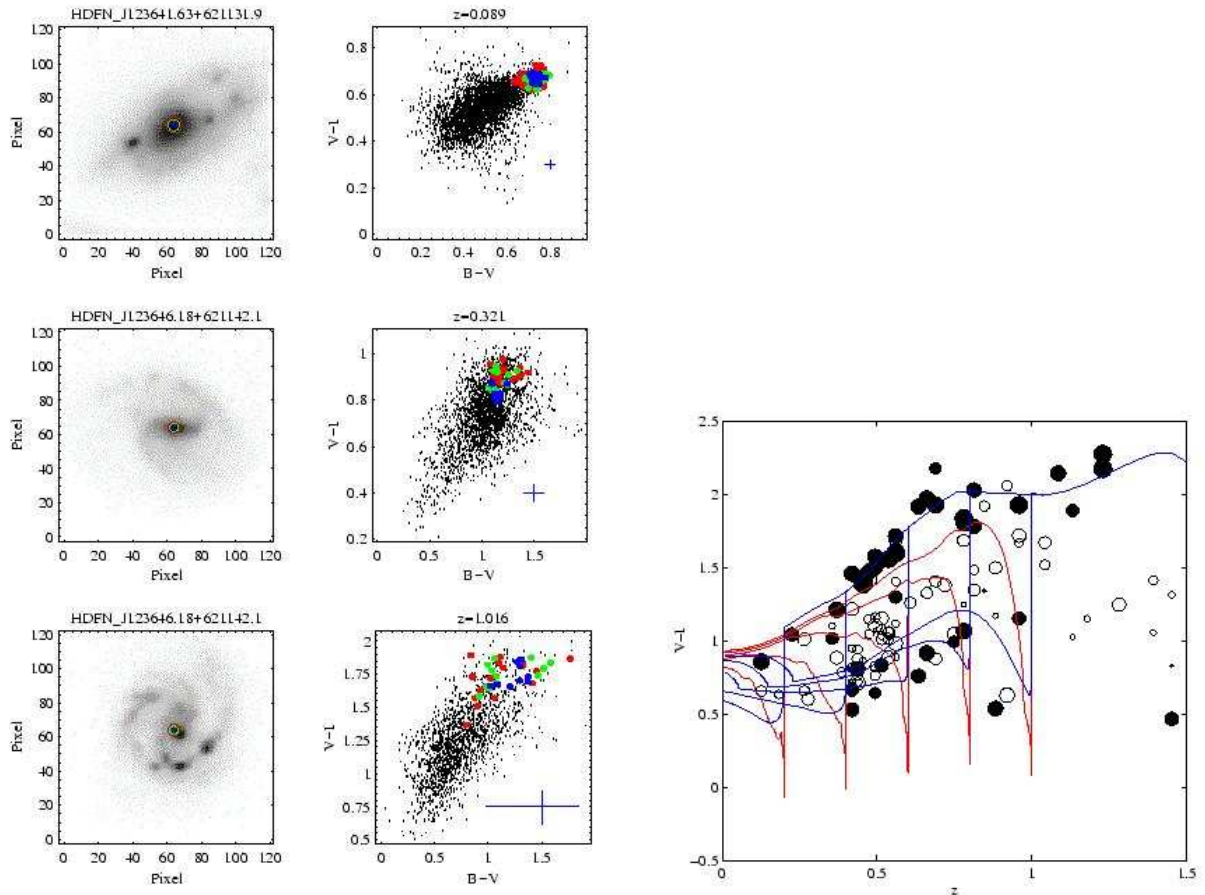 HDFN_J123641.63+621131.9
z=0.089
120
100
80
60
40
20
0
Pixel
0 20 40 60 80 100 120
Pixel
0.8
0.6
0.4
0.2
0
V-I
0.2 0.4 0.6 0.8
0
B-V
HDFN_J123646.18+621142.1
z=0.321
120
100
80
60
40
20
0
Pixel
0 20 40 60 80 100 120
Pixel
1
0.8
0.6
0.4
0.2
V-I
0 0.5 1 1.5
B-V
HDFN_J123646.18+621142.1
z=1.016
120
100
80
60
40
20
0
Pixel
0 20 40 60 80 100 120
Pixel
2
1.75
1.5
1.25
1
0.75
0.5
V-I
0 0.5 1 1.5
B-V
2.5
2
1.5
1
0.5
0
-0.5
V-I
0 0.5 1 1.5
z